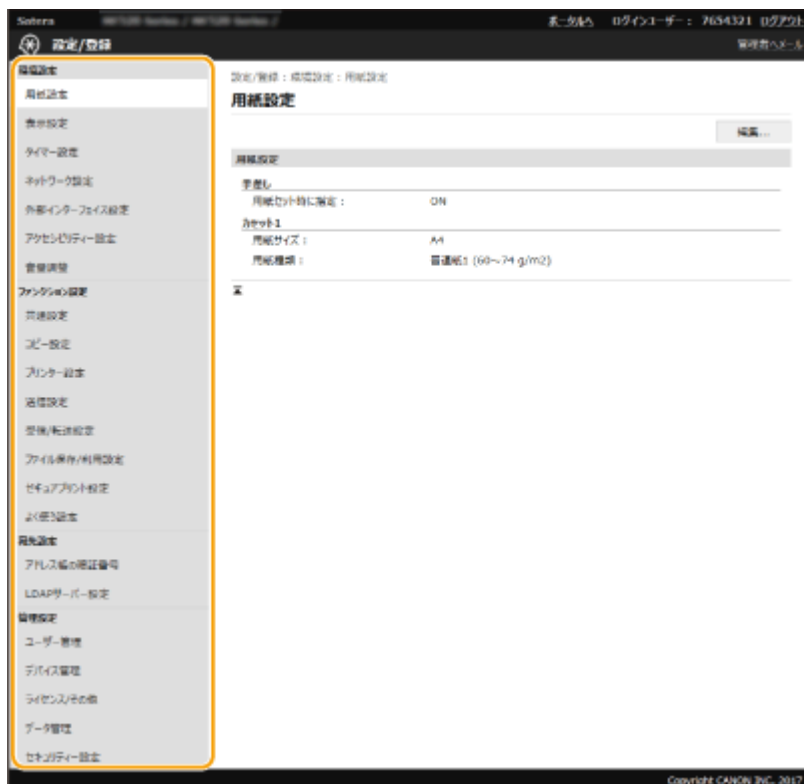 Satera
ポータルへ ログインユーザー: 7654321 ログアウト
設定/登録
管理者へメール
環境設定
用紙設定
表示設定
タイマー設定
ネットワーク設定
外部インターフェイス設定
アクセシビリティー設定
音量調整
ファンクション設定
共通設定
コピー設定
プリンター設定
送信設定
受信/転送設定
ファイル保存/利用設定
セキュアプリント設定
よく使う設定
宛先設定
アドレス帳の暗証番号
LDAPサーバー設定
管理設定
ユーザー管理
デバイス管理
ライセンス/その他
データ管理
セキュリティー設定
設定/登録 : 環境設定 : 用紙設定
用紙設定
編集...
用紙設定
手差し
用紙セット時に指定 : ON
カセット1
用紙サイズ : A4
用紙種類 : 普通紙1 (60~74 g/m2)
Copyright CANON INC. 2017